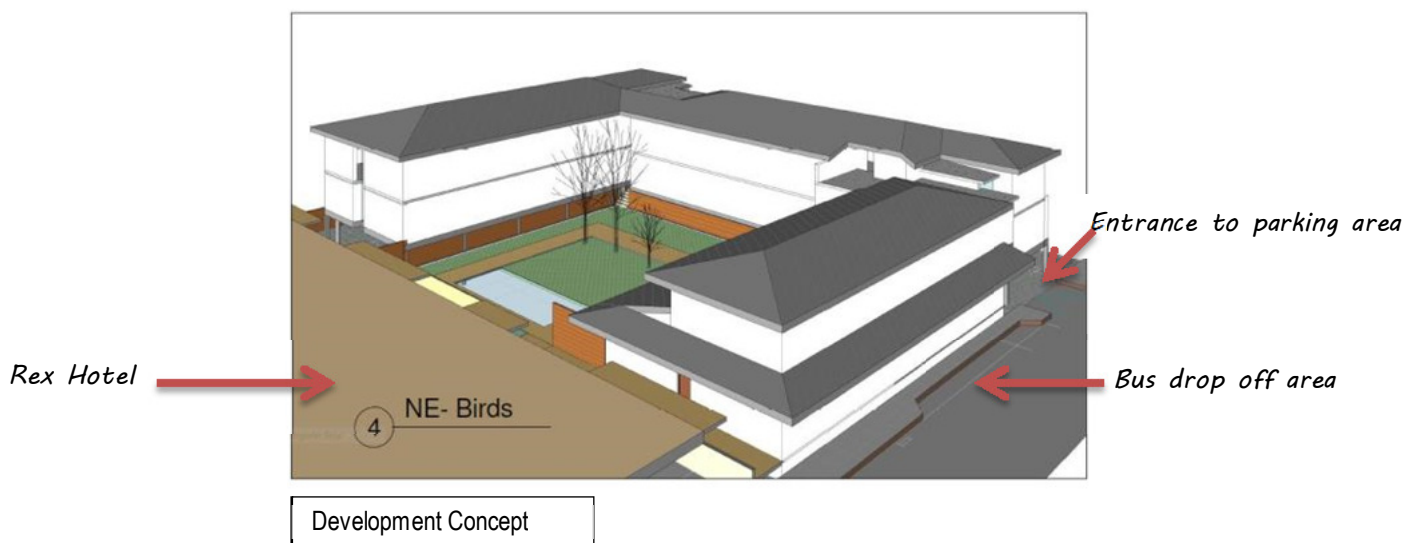 Entrance to parking area
Rex Hotel
Bus drop off area
4
NE- Birds
Development Concept